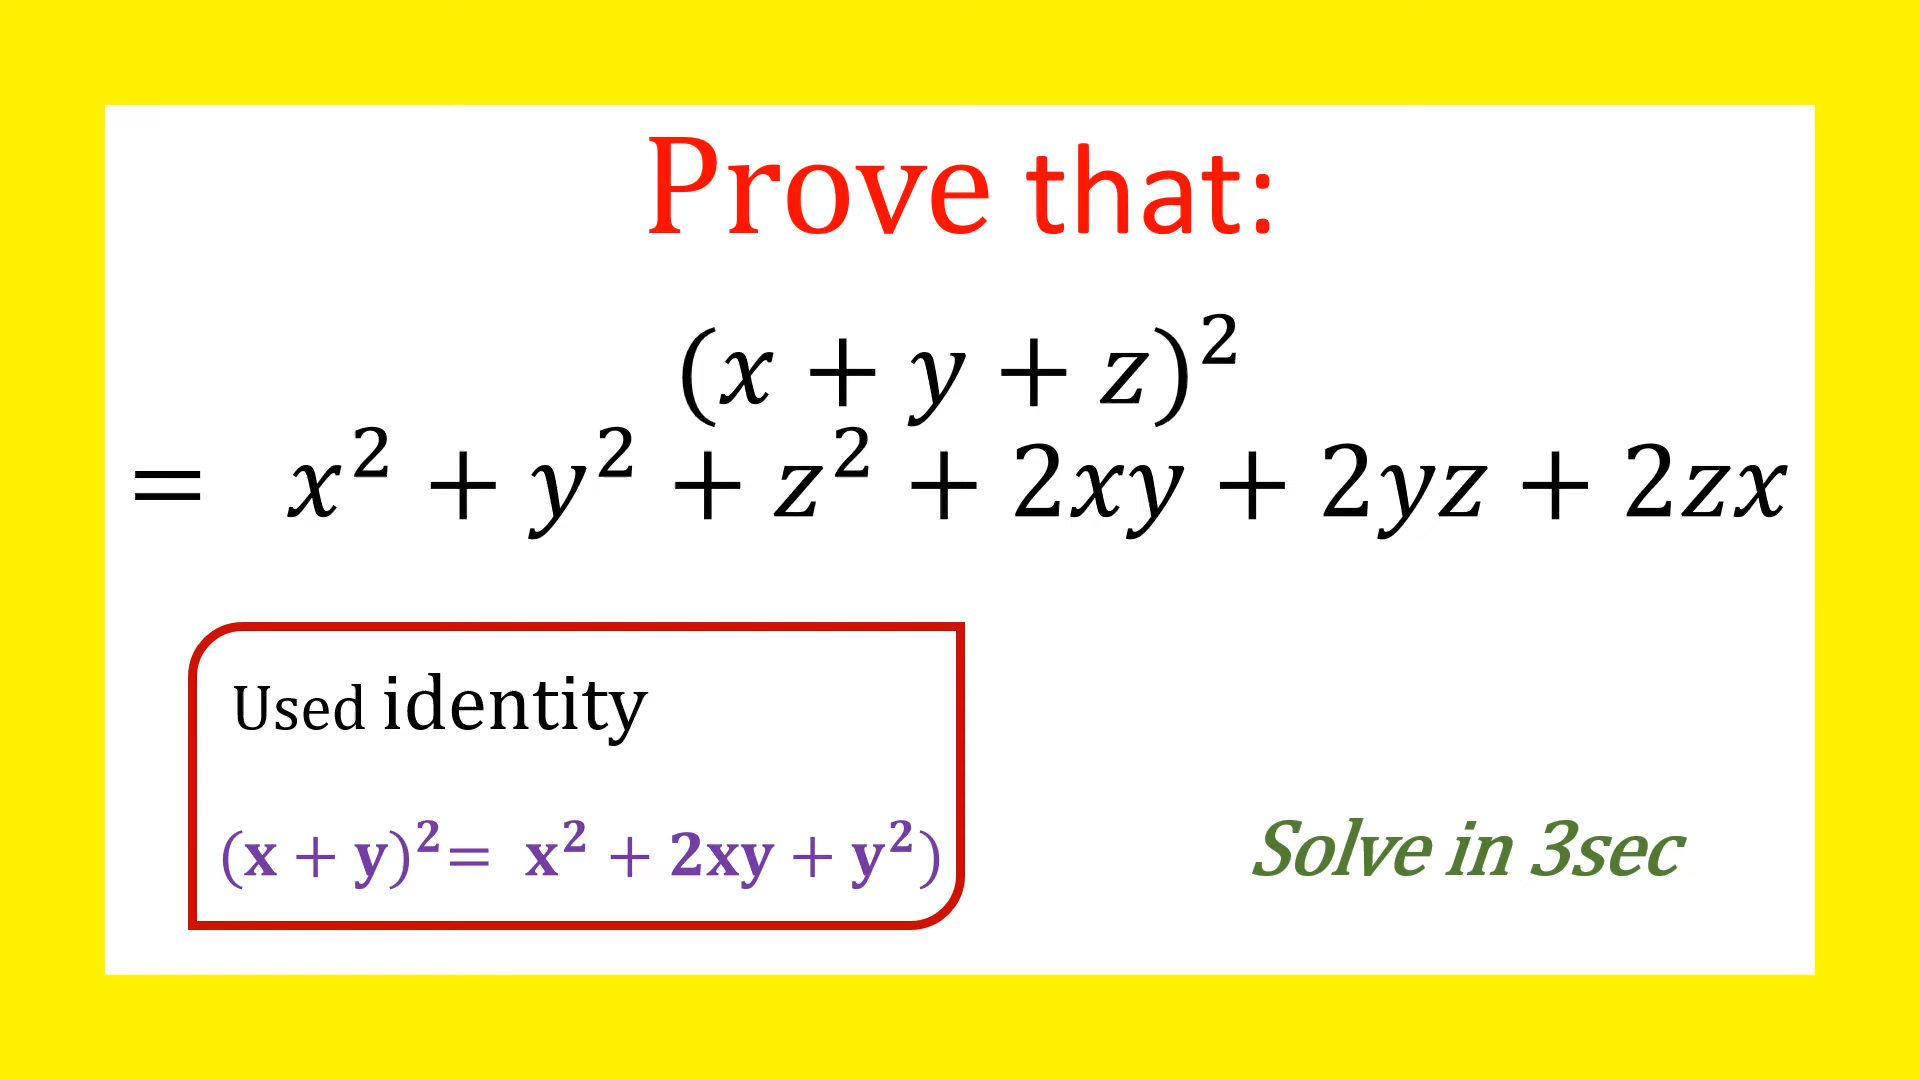 Prove that:
(x + y + z)²
= x² + y² + z² + 2xy + 2yz + 2zx
Used identity
(x + y)²= x² + 2xy + y²)
Solve in 3sec